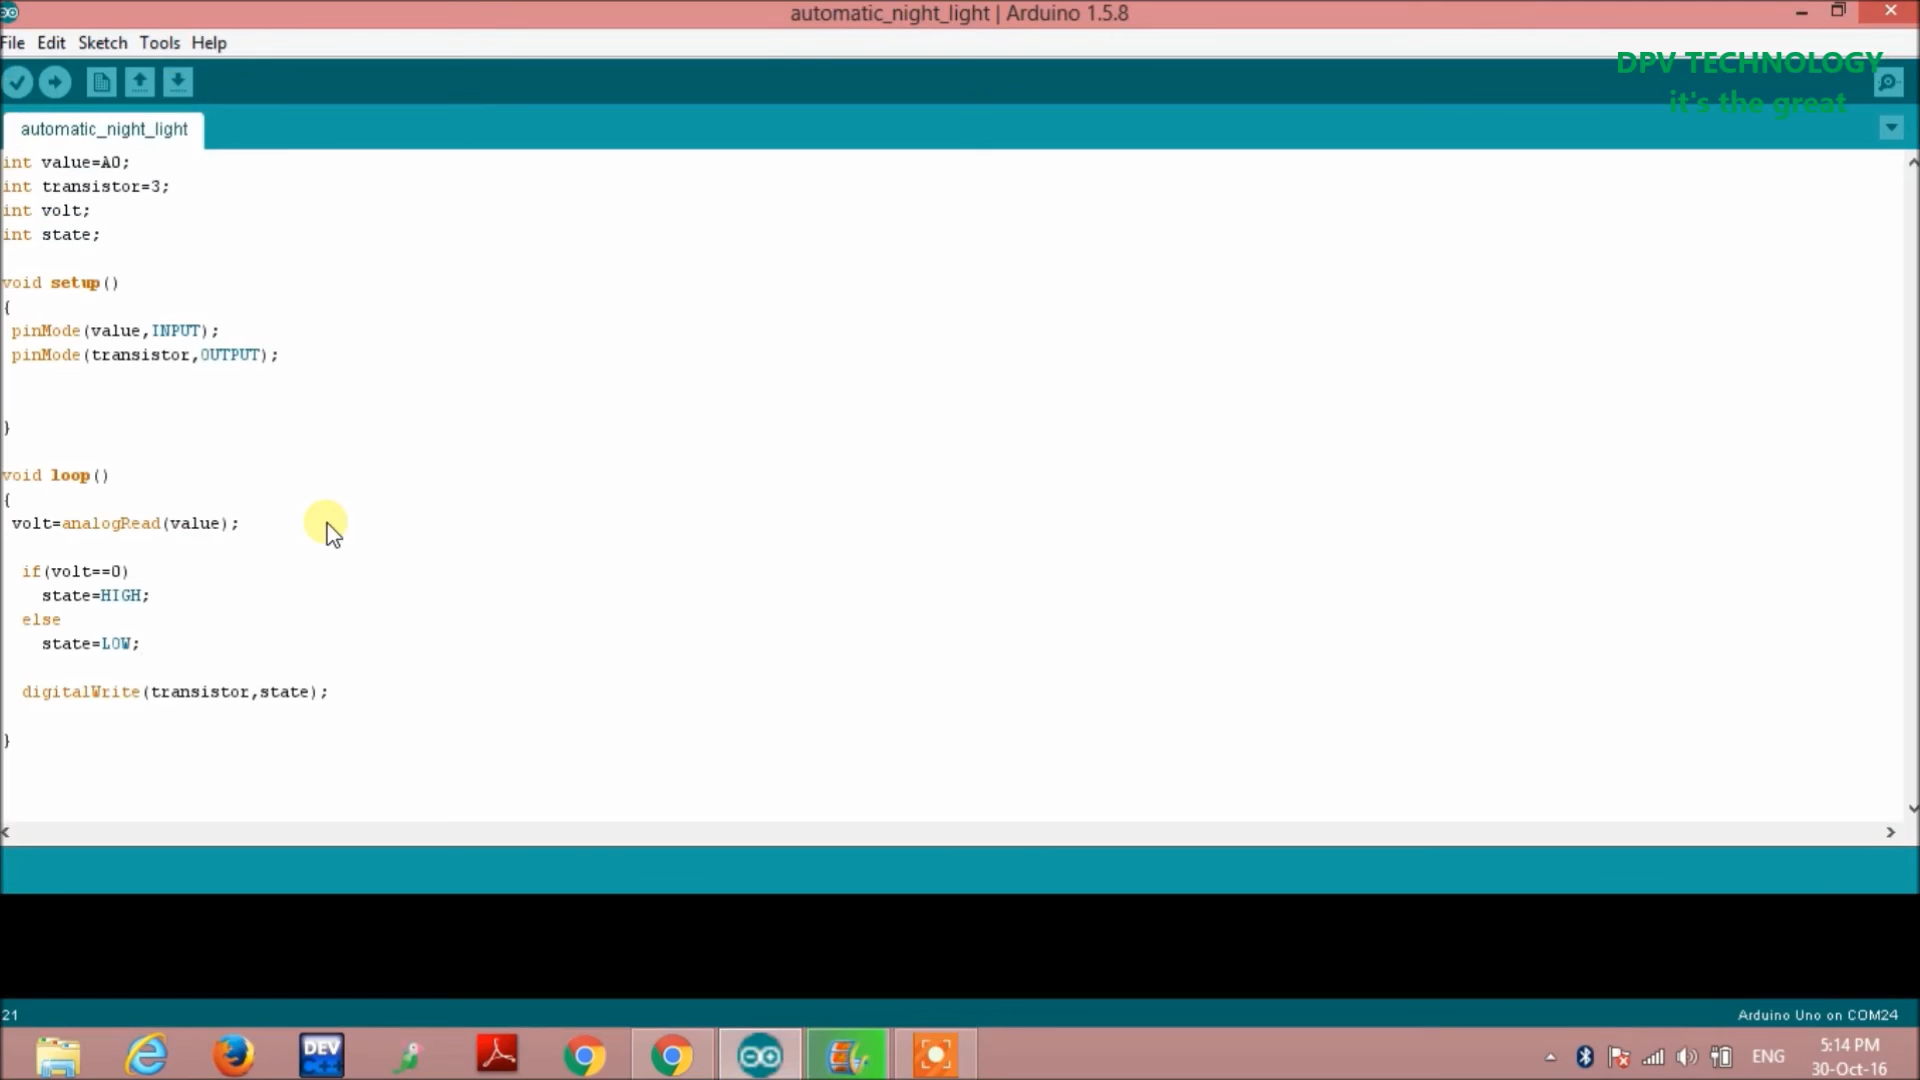 automatic_night_light | Arduino 1.5.8
File Edit Sketch Tools Help
DPV TECHNOLOGY
it's the great
automatic_night_light
int value=A0;
int transistor=3;
int volt;
int state;
void setup()
{
pinMode(value,INPUT);
pinMode(transistor,OUTPUT);
}
void loop()
{
volt=analogRead(value);
if(volt==0)
state=HIGH;
else
state=LOW;
digitalWrite(transistor,state);
}
21
Arduino Uno on COM24
DEV
C++
ENG
5:14 PM
30-Oct-16